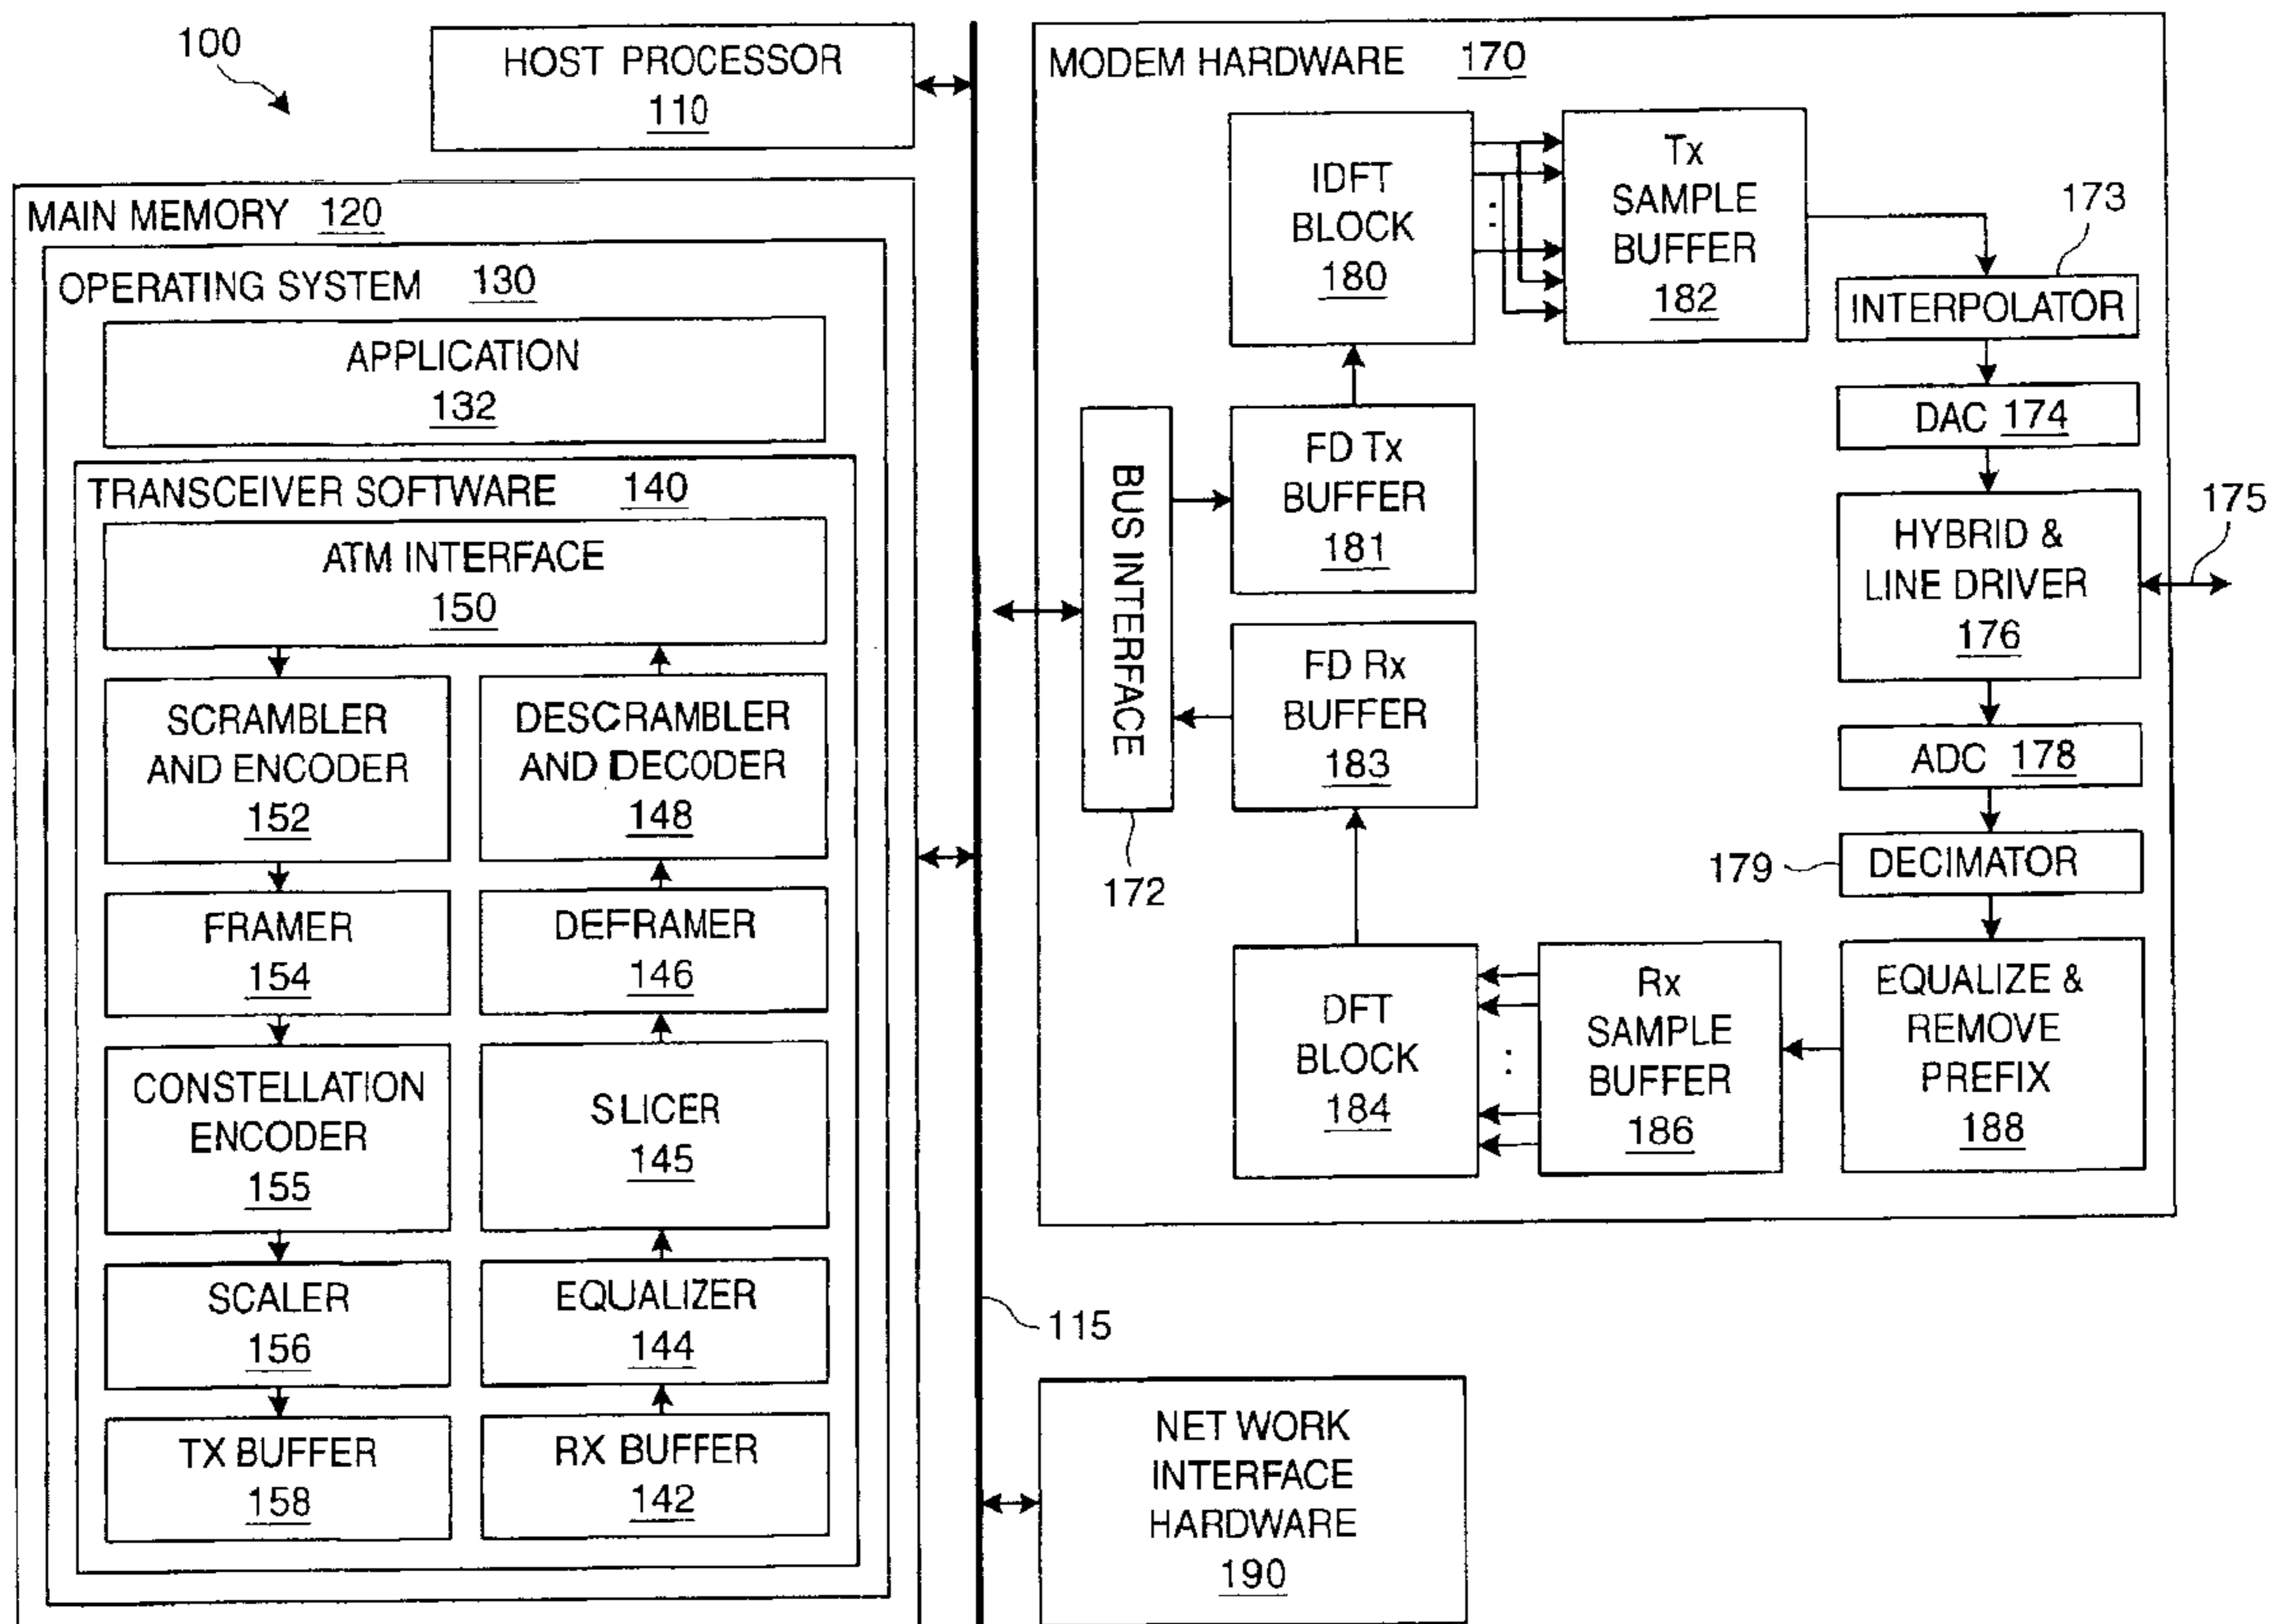 100
HOST PROCESSOR
110
MAIN MEMORY 120
OPERATING SYSTEM 130
APPLICATION
132
TRANSCEIVER SOFTWARE 140
ATM INTERFACE
150
SCRAMBLER
AND ENCODER
152
DESCRAMBLER
AND DECODER
148
FRAMER
154
DEFRAMER
146
CONSTELLATION
ENCODER
155
SLICER
145
SCALER
156
EQUALIZER
144
TX BUFFER
158
RX BUFFER
142
115
MODEM HARDWARE 170
IDFT
BLOCK
180
:
Tx
SAMPLE
BUFFER
182
173
INTERPOLATOR
DAC 174
BUS INTERFACE
172
FD Tx
BUFFER
181
HYBRID &
LINE DRIVER
176
175
FD Rx
BUFFER
183
ADC 178
179
DECIMATOR
DFT
BLOCK
184
:
Rx
SAMPLE
BUFFER
186
EQUALIZE &
REMOVE
PREFIX
188
NET WORK
INTERFACE
HARDWARE
190